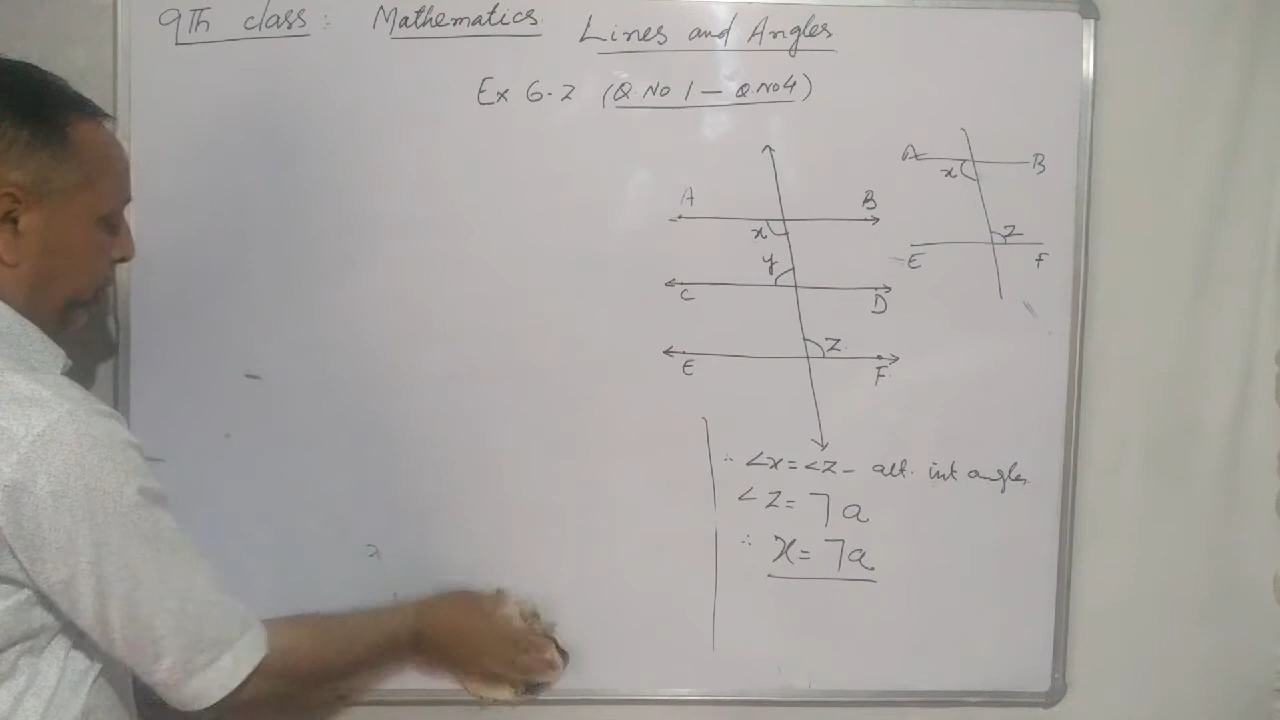 9Th class: Mathematics Lines and Angles
Ex 6.2 (Q.No 1 — Q.No 4)
A B
x
y
C D
z
E F
A B
x
z
E F
∴ ∠x = ∠z - alt. int angles
∠z = 7a
∴ x = 7a